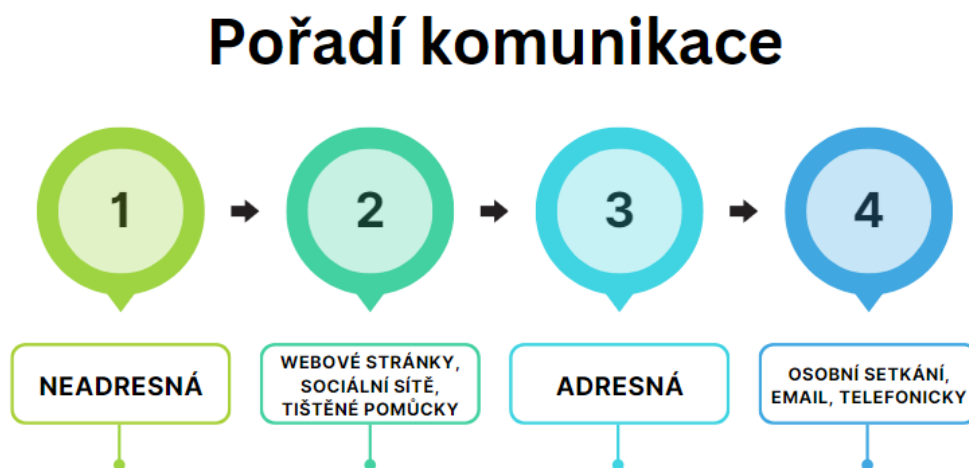 Pořadí komunikace
1
2
3
4
NEADRESNÁ
WEBOVÉ STRÁNKY,
SOCIÁLNÍ SÍTĚ,
TIŠTĚNÉ POMŮCKY
ADRESNÁ
OSOBNÍ SETKÁNÍ,
EMAIL, TELEFONICKY